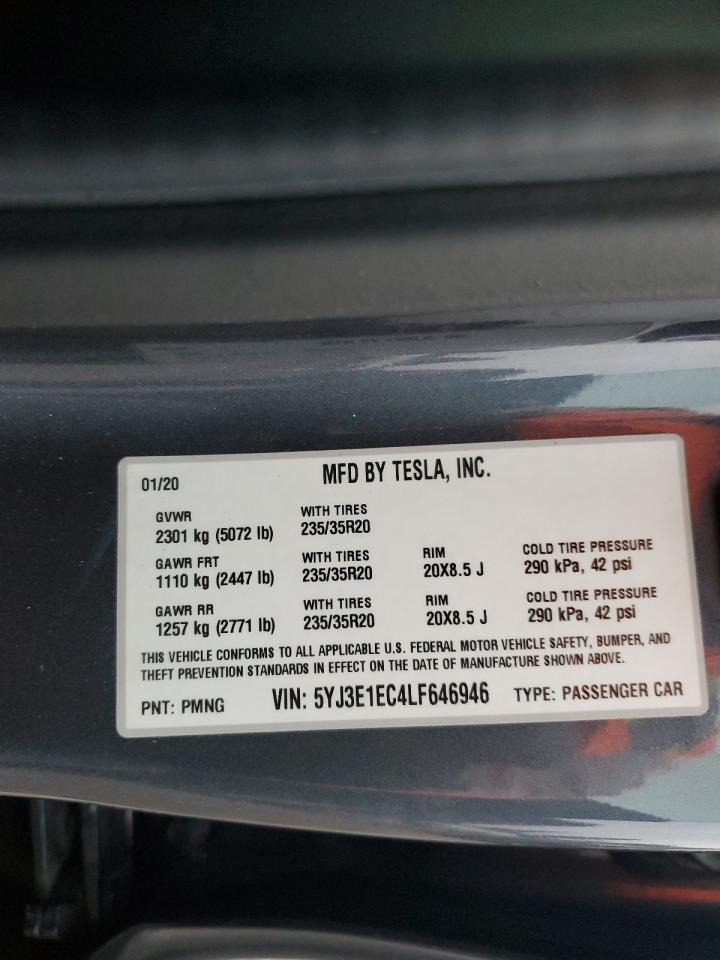 01/20 MFD BY TESLA, INC.
GVWR WITH TIRES
2301 kg (5072 lb) 235/35R20
GAWR FRT WITH TIRES RIM COLD TIRE PRESSURE
1110 kg (2447 lb) 235/35R20 20X8.5 J 290 kPa, 42 psi
GAWR RR WITH TIRES RIM COLD TIRE PRESSURE
1257 kg (2771 lb) 235/35R20 20X8.5 J 290 kPa, 42 psi
THIS VEHICLE CONFORMS TO ALL APPLICABLE U.S. FEDERAL MOTOR VEHICLE SAFETY, BUMPER, AND
THEFT PREVENTION STANDARDS IN EFFECT ON THE DATE OF MANUFACTURE SHOWN ABOVE.
PNT: PMNG VIN: 5YJ3E1EC4LF646946 TYPE: PASSENGER CAR